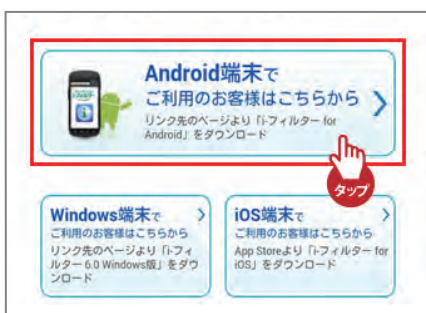 Android端末で
ご利用のお客様はこちらから
リンク先のページより「i-フィルター for
Android」をダウンロード
タップ
Windows端末で
ご利用のお客様はこちらから
リンク先のページより「i-フィ
ルター 6.0 Windows版」をダウ
ンロード
iOS端末で
ご利用のお客様はこちらから
App Storeより「i-フィルター for
iOS」をダウンロード